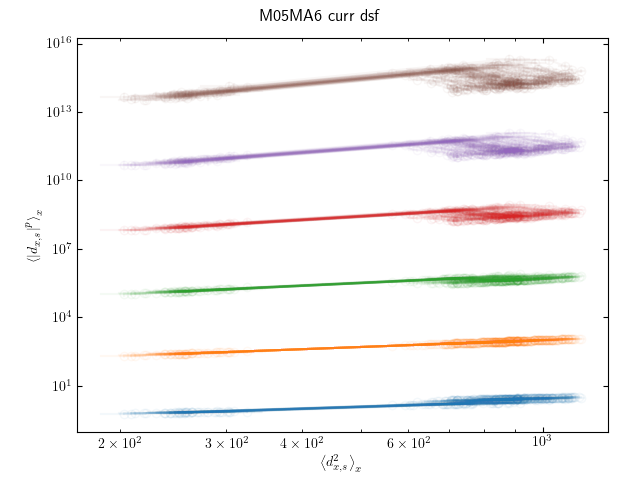 M05MA6 curr dsf
10^16
10^13
10^10
10^7
10^4
10^1
⟨|d_{x,s}|^p⟩_x
2 × 10^2
3 × 10^2
4 × 10^2
6 × 10^2
10^3
⟨d_{x,s}^2⟩_x